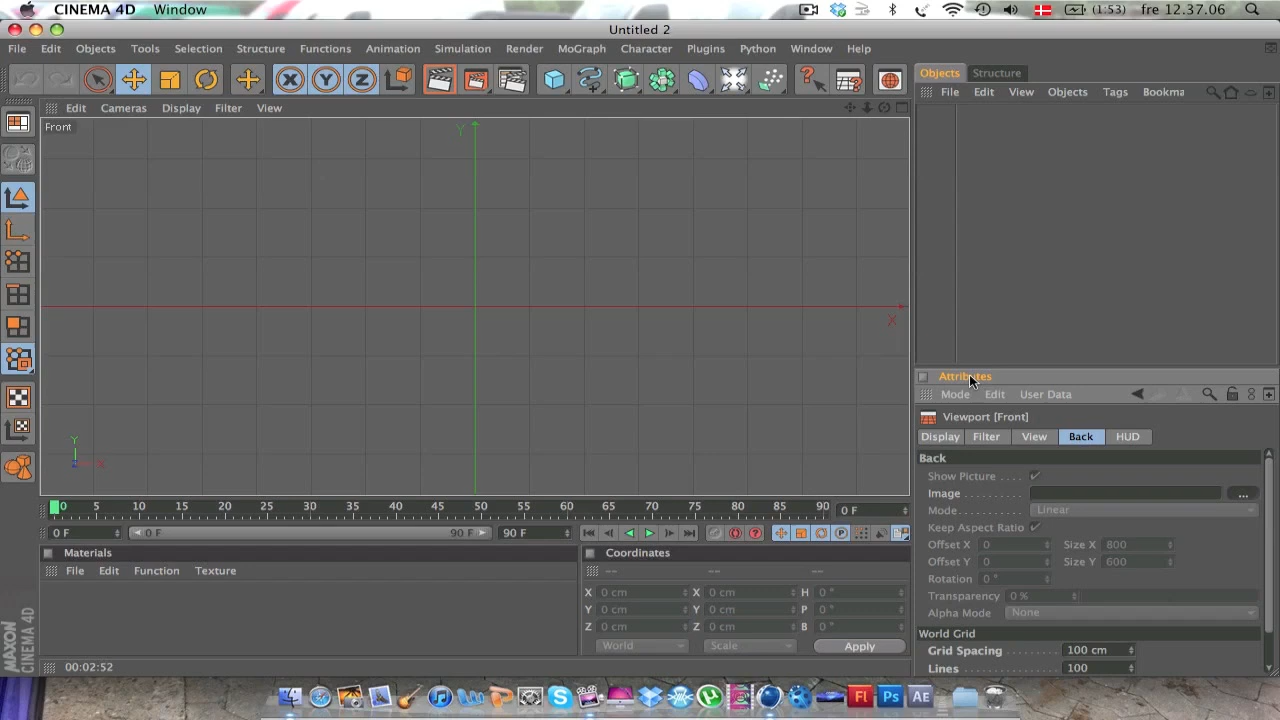 CINEMA 4D Window (1:53) fre 12.37.06
Untitled 2
File Edit Objects Tools Selection Structure Functions Animation Simulation Render MoGraph Character Plugins Python Window Help
X Y Z
Objects Structure
File Edit View Objects Tags Bookma
Edit Cameras Display Filter View
Front
Y
X
Y
X
Attributes
Mode Edit User Data
Viewport [Front]
Display Filter View Back HUD
Back
Show Picture . . . .
Image . . . . . . . . . . ...
Mode . . . . . . . . . . Linear
Keep Aspect Ratio
Offset X 0 Size X 800
Offset Y 0 Size Y 600
Rotation . 0 °
Transparency 0 %
Alpha Mode . None
World Grid
Grid Spacing . . . . . . . . 100 cm
Lines . . . . . . . . . . . . . . 100
0 5 10 15 20 25 30 35 40 45 50 55 60 65 70 75 80 85 90 0 F
0 F 0 F 90 F 90 F
Materials
File Edit Function Texture
Coordinates
-- -- --
X 0 cm X 0 cm H 0 °
Y 0 cm Y 0 cm P 0 °
Z 0 cm Z 0 cm B 0 °
World Scale Apply
MAXON
CINEMA 4D
00:02:52
Fl Ps Ae